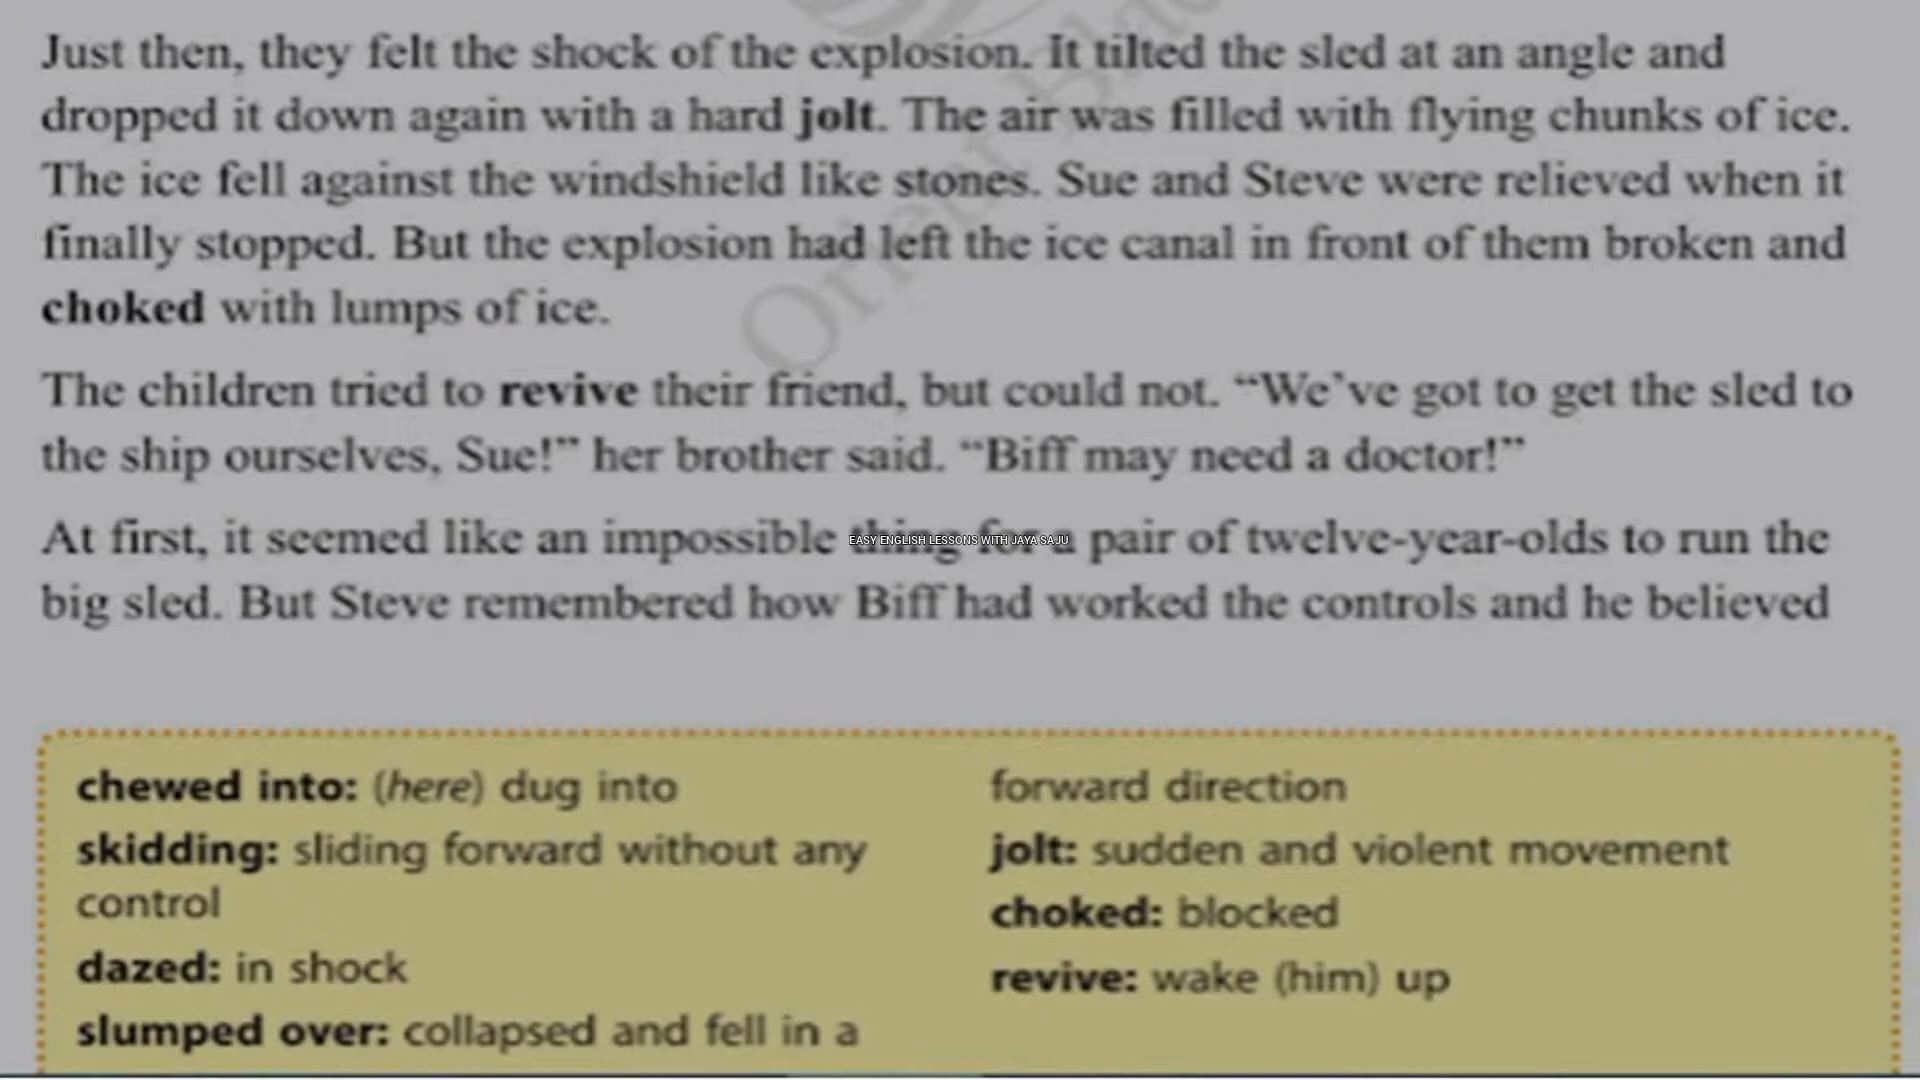 Just then, they felt the shock of the explosion. It tilted the sled at an angle and
dropped it down again with a hard jolt. The air was filled with flying chunks of ice.
The ice fell against the windshield like stones. Sue and Steve were relieved when it
finally stopped. But the explosion had left the ice canal in front of them broken and
choked with lumps of ice.
The children tried to revive their friend, but could not. “We’ve got to get the sled to
the ship ourselves, Sue!” her brother said. “Biff may need a doctor!”
At first, it seemed like an impossible thing for a pair of twelve-year-olds to run the
EASY ENGLISH LESSONS WITH JAYA SAJU
big sled. But Steve remembered how Biff had worked the controls and he believed
chewed into: (here) dug into
skidding: sliding forward without any
control
dazed: in shock
slumped over: collapsed and fell in a
forward direction
jolt: sudden and violent movement
choked: blocked
revive: wake (him) up